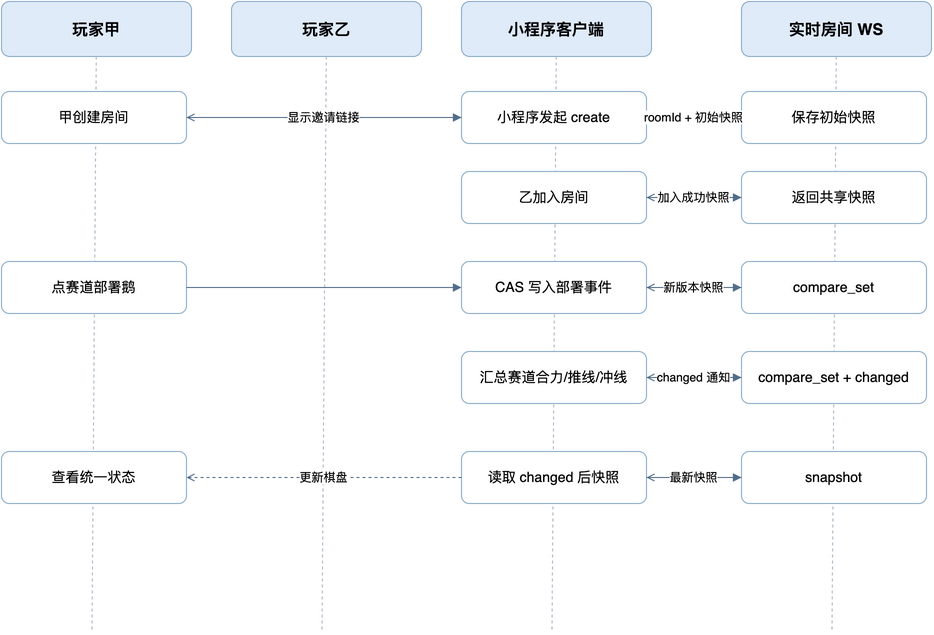 玩家甲
玩家乙
小程序客户端
实时房间 WS
甲创建房间
显示邀请链接
小程序发起 create
roomId + 初始快照
保存初始快照
乙加入房间
加入成功快照
返回共享快照
点赛道部署鹅
CAS 写入部署事件
新版本快照
compare_set
汇总赛道合力/推线/冲线
changed 通知
compare_set + changed
查看统一状态
更新棋盘
读取 changed 后快照
最新快照
snapshot